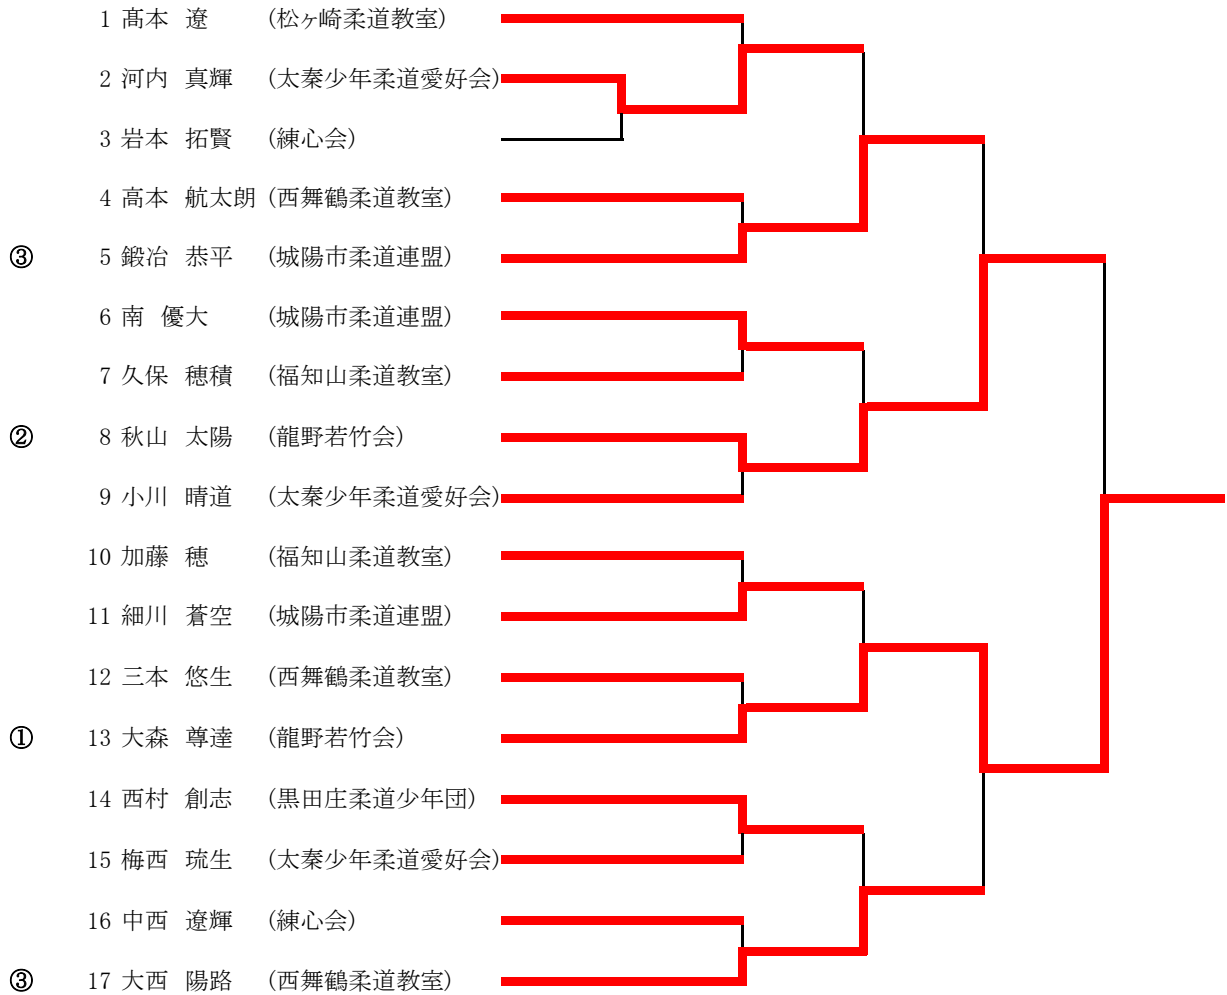 1 髙本 遼 (松ヶ崎柔道教室)
2 河内 真輝 (太秦少年柔道愛好会)
3 岩本 拓賢 (練心会)
4 高本 航太朗 (西舞鶴柔道教室)
③ 5 鍛冶 恭平 (城陽市柔道連盟)
6 南 優大 (城陽市柔道連盟)
7 久保 穂積 (福知山柔道教室)
② 8 秋山 太陽 (龍野若竹会)
9 小川 晴道 (太秦少年柔道愛好会)
10 加藤 穂 (福知山柔道教室)
11 細川 蒼空 (城陽市柔道連盟)
12 三本 悠生 (西舞鶴柔道教室)
① 13 大森 尊達 (龍野若竹会)
14 西村 創志 (黒田庄柔道少年団)
15 梅西 琉生 (太秦少年柔道愛好会)
16 中西 遼輝 (練心会)
③ 17 大西 陽路 (西舞鶴柔道教室)